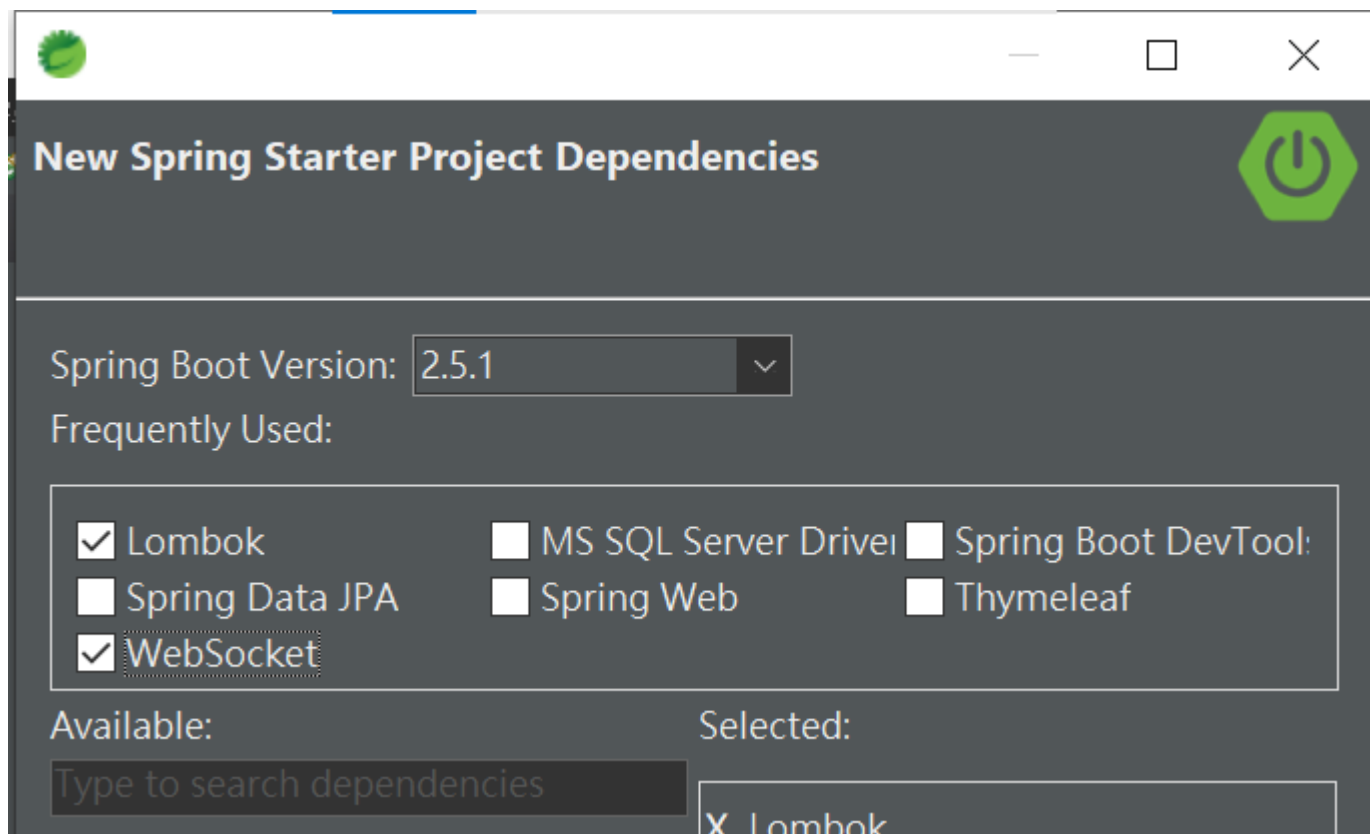 New Spring Starter Project Dependencies
Spring Boot Version: 2.5.1
Frequently Used:
Lombok MS SQL Server Driver Spring Boot DevTools
Spring Data JPA Spring Web Thymeleaf
WebSocket
Available: Selected:
Type to search dependencies
X Lombok